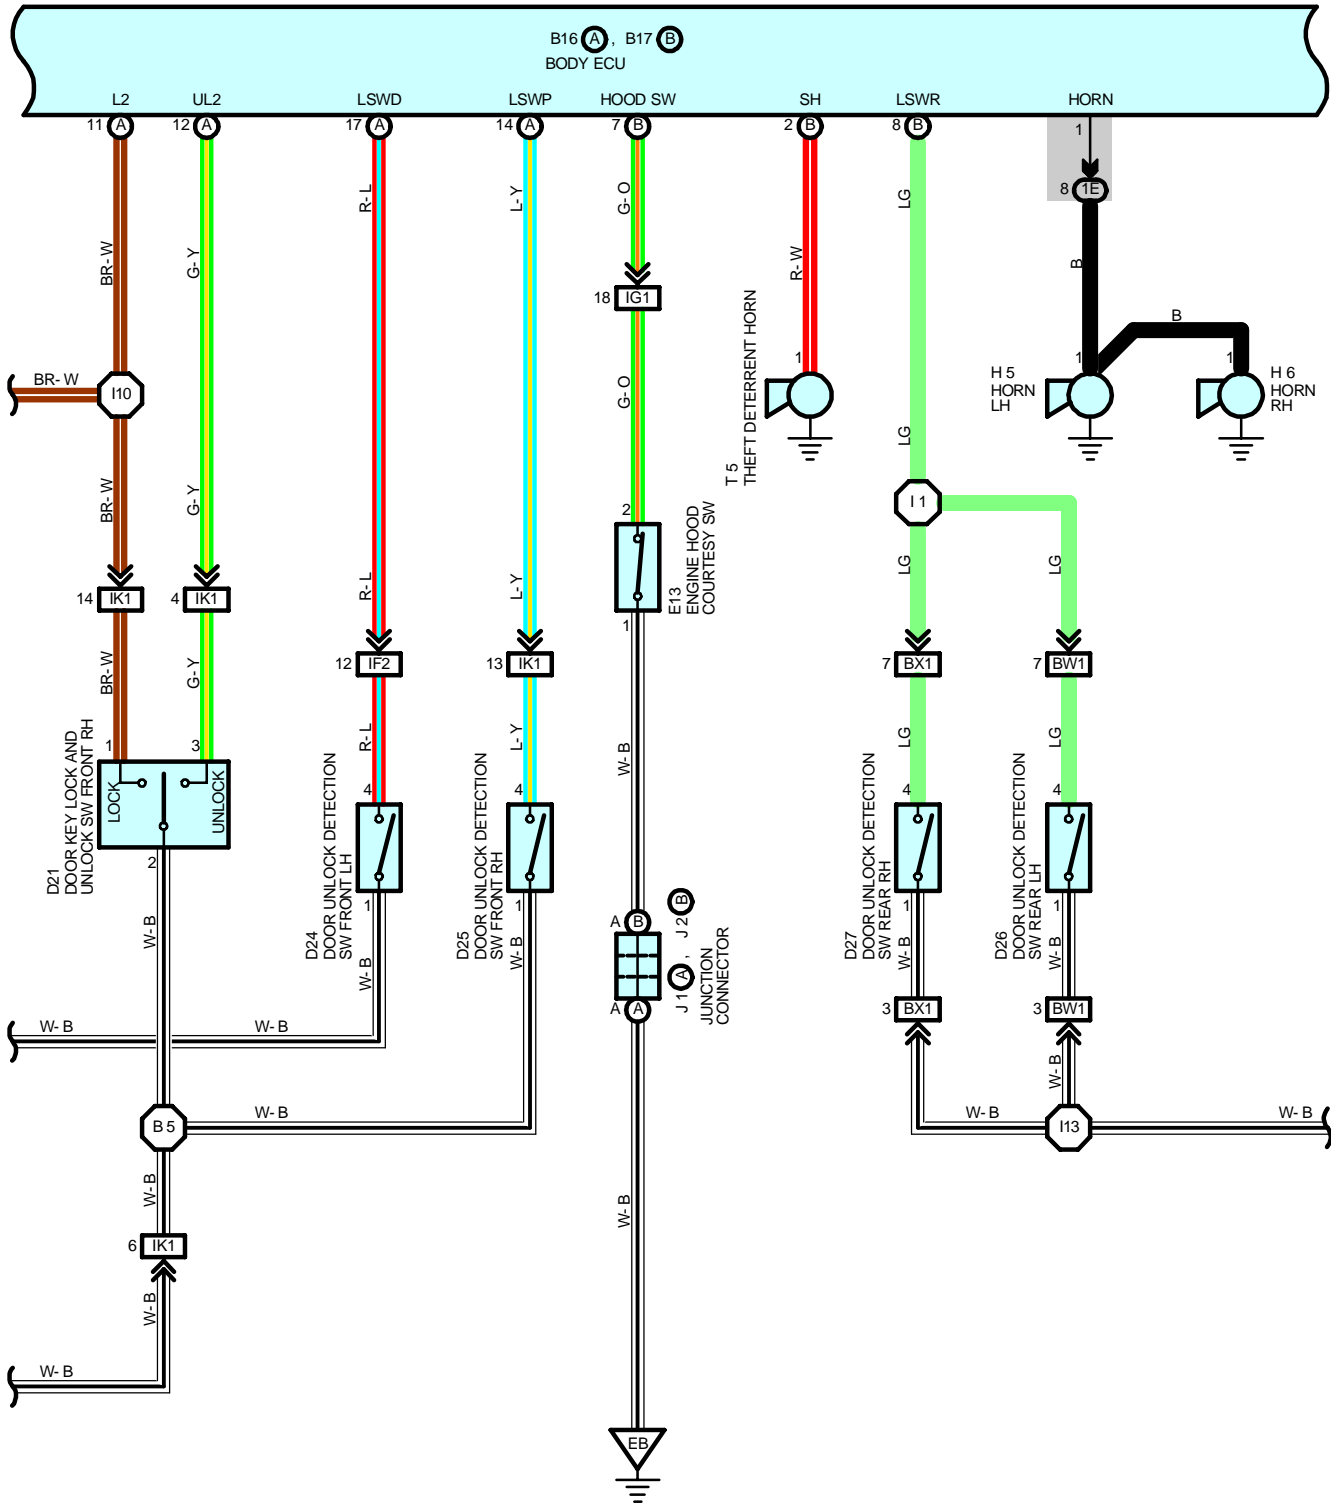 B16 A , B17 B
BODY ECU
L2
UL2
LSWD
LSWP
HOOD SW
SH
LSWR
HORN
11 A
12 A
17 A
14 A
7 B
2 B
8 B
1
8 1E
BR- W
G- Y
R- L
L- Y
G- O
R- W
LG
B
B
18 IG1
BR- W
I10
G- O
T 5
THEFT DETERRENT HORN
1
1
1
H 5
HORN
LH
H 6
HORN
RH
BR- W
G- Y
LG
I 1
2
E13
ENGINE HOOD
COURTESY SW
1
R- L
L- Y
LG
LG
14 IK1
4 IK1
12 IF2
13 IK1
7 BX1
7 BW1
BR- W
G- Y
R- L
L- Y
W- B
LG
LG
1
3
LOCK
UNLOCK
2
D21
DOOR KEY LOCK AND
UNLOCK SW FRONT RH
4
1
D24
DOOR UNLOCK DETECTION
SW FRONT LH
4
1
D25
DOOR UNLOCK DETECTION
SW FRONT RH
4
1
D27
DOOR UNLOCK DETECTION
SW REAR RH
4
1
D26
DOOR UNLOCK DETECTION
SW REAR LH
W- B
W- B
W- B
W- B
W- B
A B
A A
J 1 A , J 2 B
JUNCTION
CONNECTOR
3 BX1
3 BW1
W- B
W- B
W- B
B 5
W- B
W- B
I13
W- B
W- B
W- B
6 IK1
W- B
W- B
W- B
EB